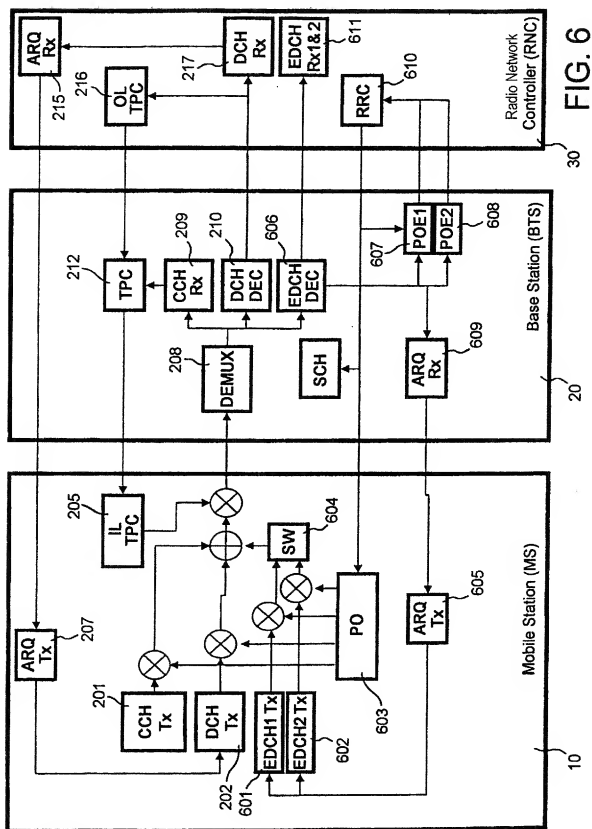 ARQ
Tx
207
201
CCH
Tx
DCH
Tx
202
EDCH1 Tx
601
EDCH2 Tx
602
IL
TPC
205
SW
604
PO
603
ARQ
Tx
605
Mobile Station (MS)
10
212
TPC
CCH
Rx
209
DCH
DEC
210
EDCH
DEC
606
208
DEMUX
SCH
POE1
607
POE2
608
ARQ
Rx
609
Base Station (BTS)
20
ARQ
Rx
215
OL
TPC
216
DCH
Rx
217
EDCH
Rx1&2
611
RRC
610
Radio Network
Controller (RNC)
30
FIG. 6